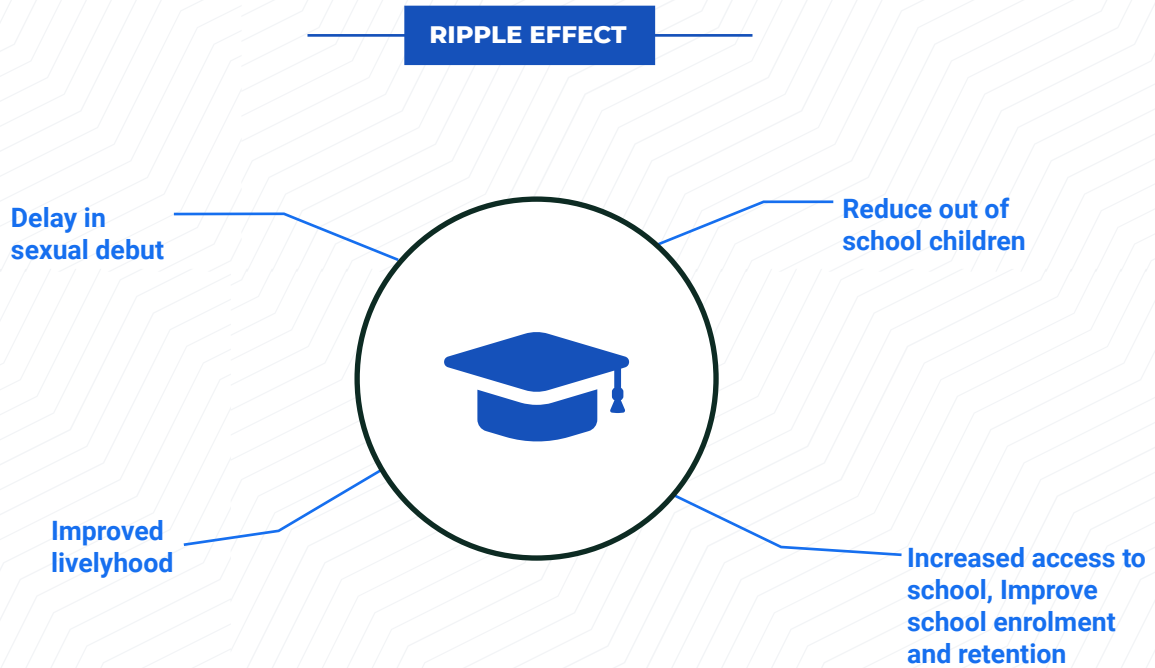 RIPPLE EFFECT
Delay in
sexual debut
Reduce out of
school children
Improved
livelyhood
Increased access to
school, Improve
school enrolment
and retention